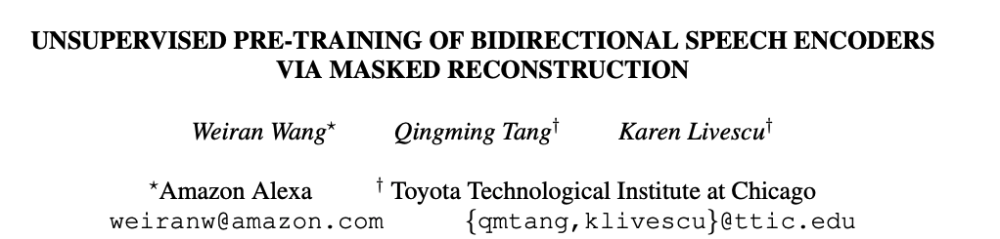 UNSUPERVISED PRE-TRAINING OF BIDIRECTIONAL SPEECH ENCODERS
VIA MASKED RECONSTRUCTION
Weiran Wang⋆ Qingming Tang† Karen Livescu†
⋆Amazon Alexa † Toyota Technological Institute at Chicago
weiranw@amazon.com {qmtang,klivescu}@ttic.edu